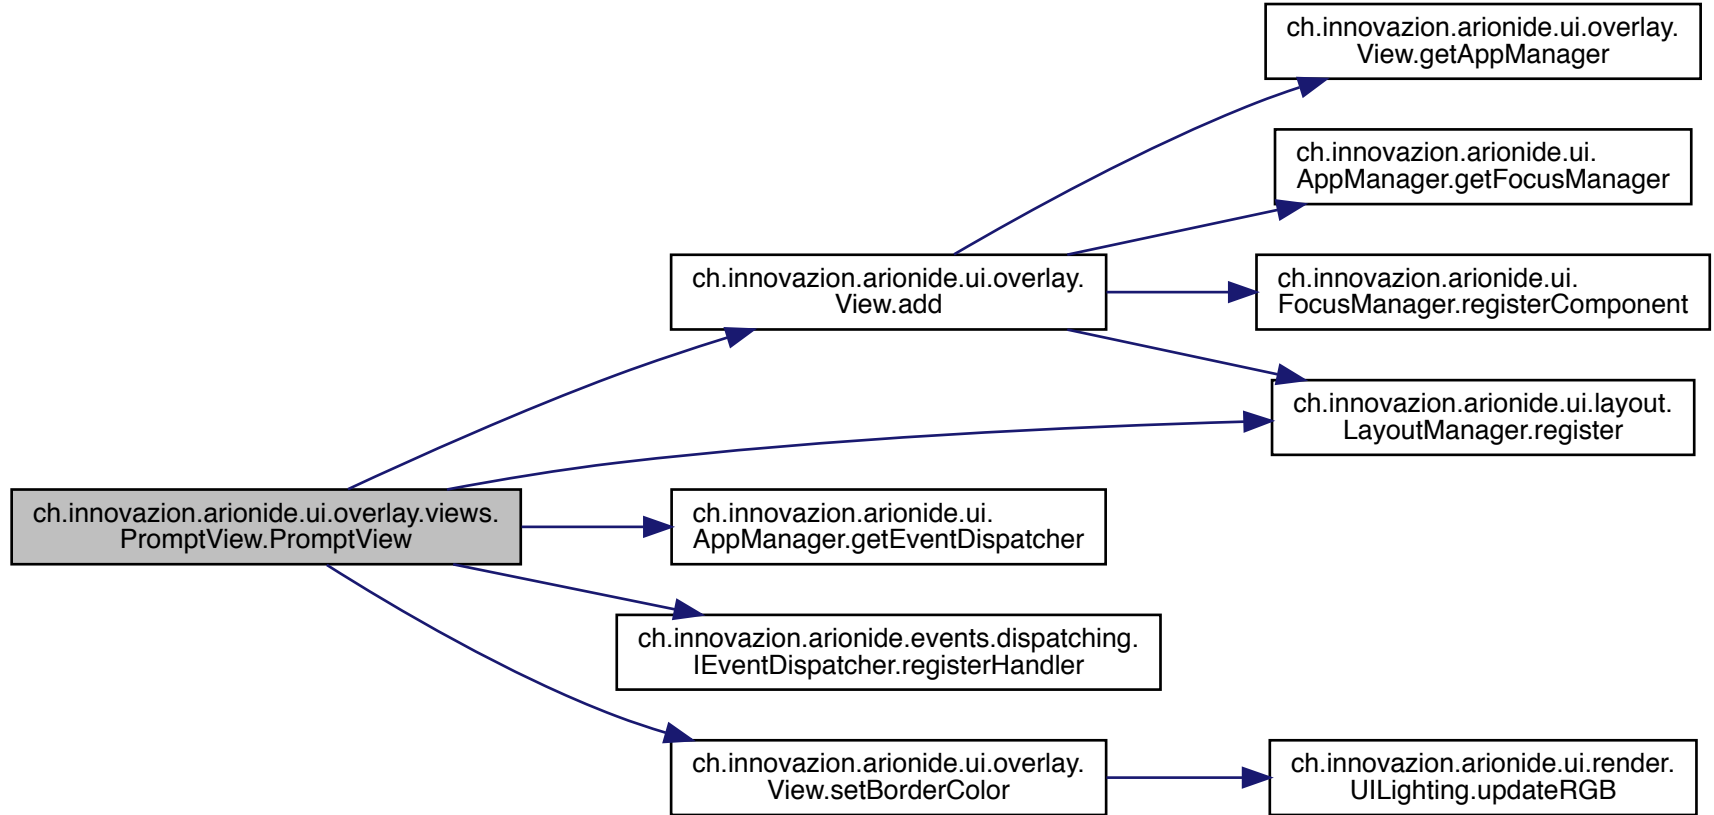 ch.innovazion.arionide.ui.overlay.
View.getAppManager
ch.innovazion.arionide.ui.
AppManager.getFocusManager
ch.innovazion.arionide.ui.overlay.
View.add
ch.innovazion.arionide.ui.
FocusManager.registerComponent
ch.innovazion.arionide.ui.layout.
LayoutManager.register
ch.innovazion.arionide.ui.overlay.views.
PromptView.PromptView
ch.innovazion.arionide.ui.
AppManager.getEventDispatcher
ch.innovazion.arionide.events.dispatching.
IEventDispatcher.registerHandler
ch.innovazion.arionide.ui.overlay.
View.setBorderColor
ch.innovazion.arionide.ui.render.
UILighting.updateRGB